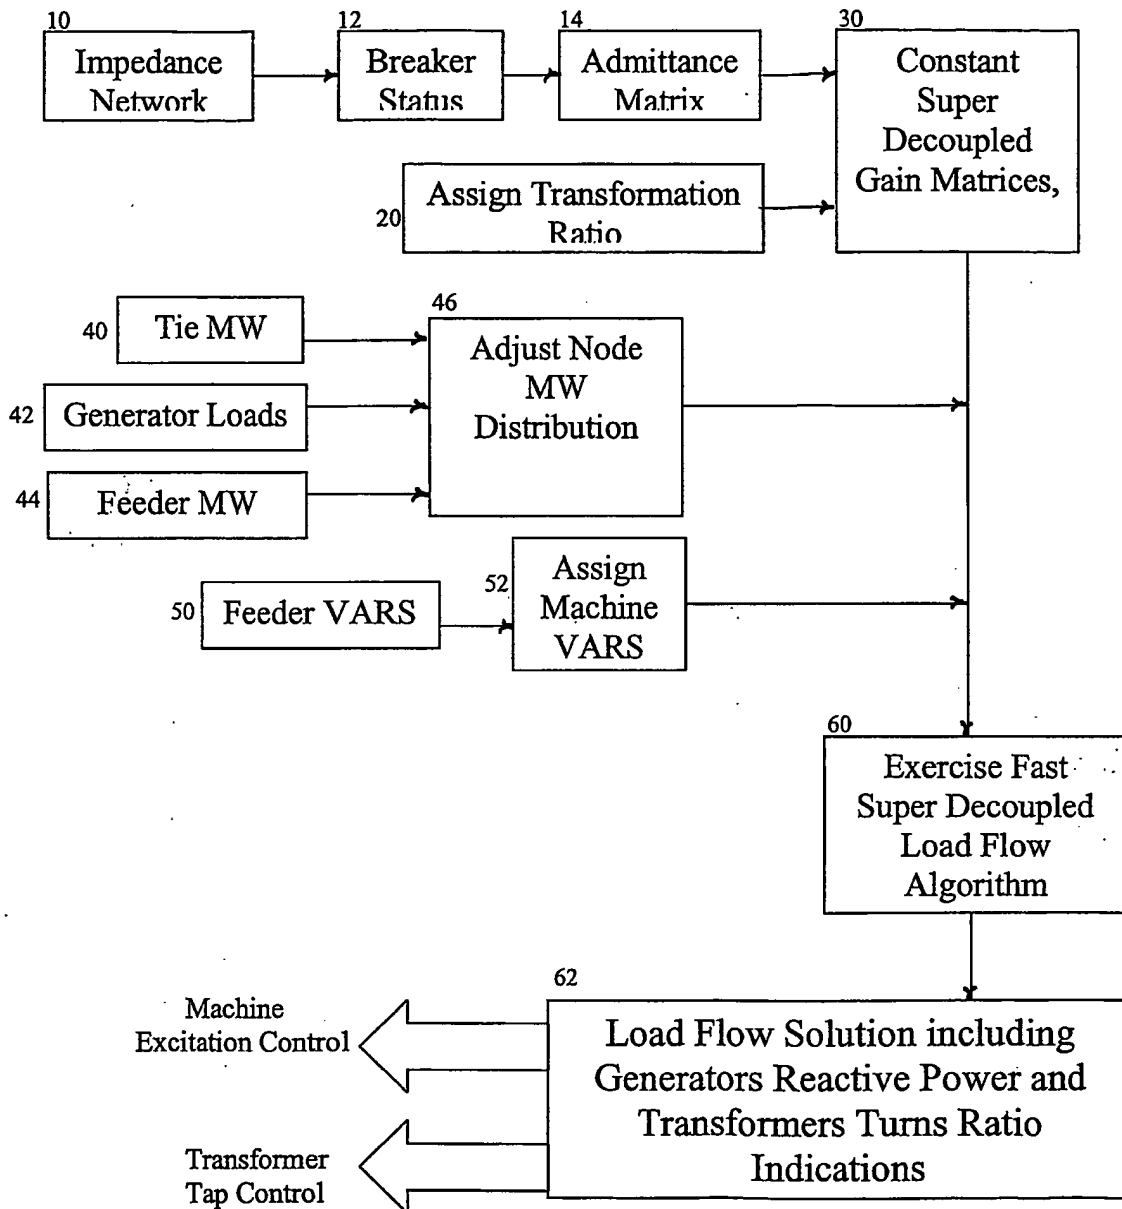 10
Impedance
Network
12
Breaker
Status
14
Admittance
Matrix
30
Constant
Super
Decoupled
Gain Matrices,
20
Assign Transformation
Ratio
40
Tie MW
42
Generator Loads
44
Feeder MW
46
Adjust Node
MW
Distribution
50
Feeder VARS
52
Assign
Machine
VARS
60
Exercise Fast
Super Decoupled
Load Flow
Algorithm
62
Load Flow Solution including
Generators Reactive Power and
Transformers Turns Ratio
Indications
Machine
Excitation Control
Transformer
Tap Control